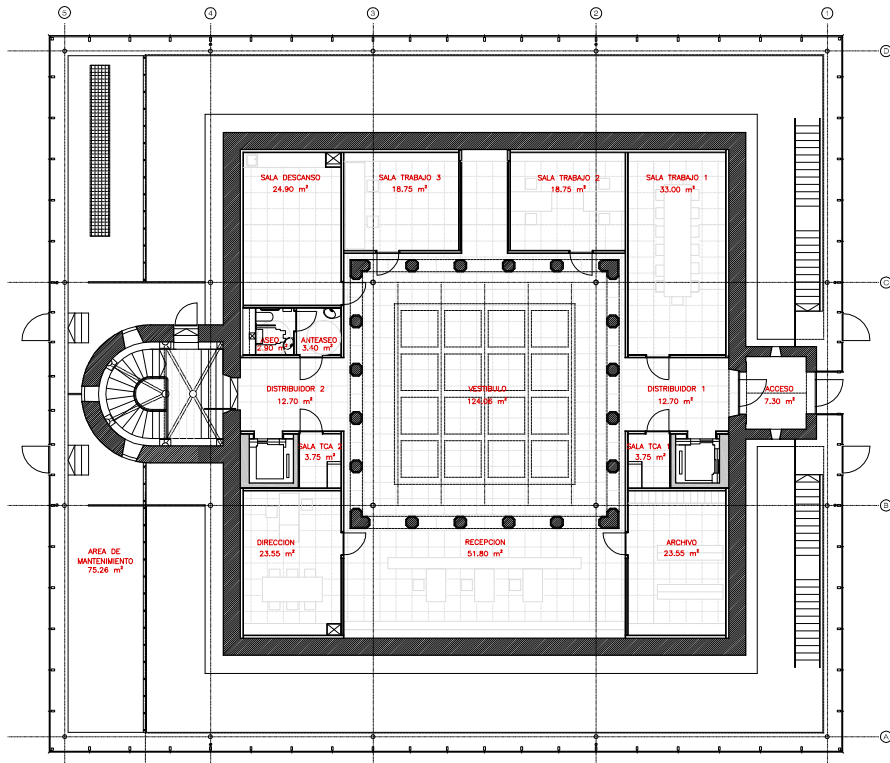 5 4 3 2 1
D
SALA DESCANSO
24.90 m²
SALA TRABAJO 3
18.75 m²
SALA TRABAJO 2
18.75 m²
SALA TRABAJO 1
33.00 m²
C
ASEO
2.90 m²
ANTEASEO
3.40 m²
DISTRIBUIDOR 2
12.70 m²
VESTIBULO
124.06 m²
DISTRIBUIDOR 1
12.70 m²
ACCESO
7.30 m²
SALA TCA 2
3.75 m²
SALA TCA 1
3.75 m²
B
DIRECCION
23.55 m²
RECEPCION
51.80 m²
ARCHIVO
23.55 m²
AREA DE
MANTENIMIENTO
75.26 m²
A